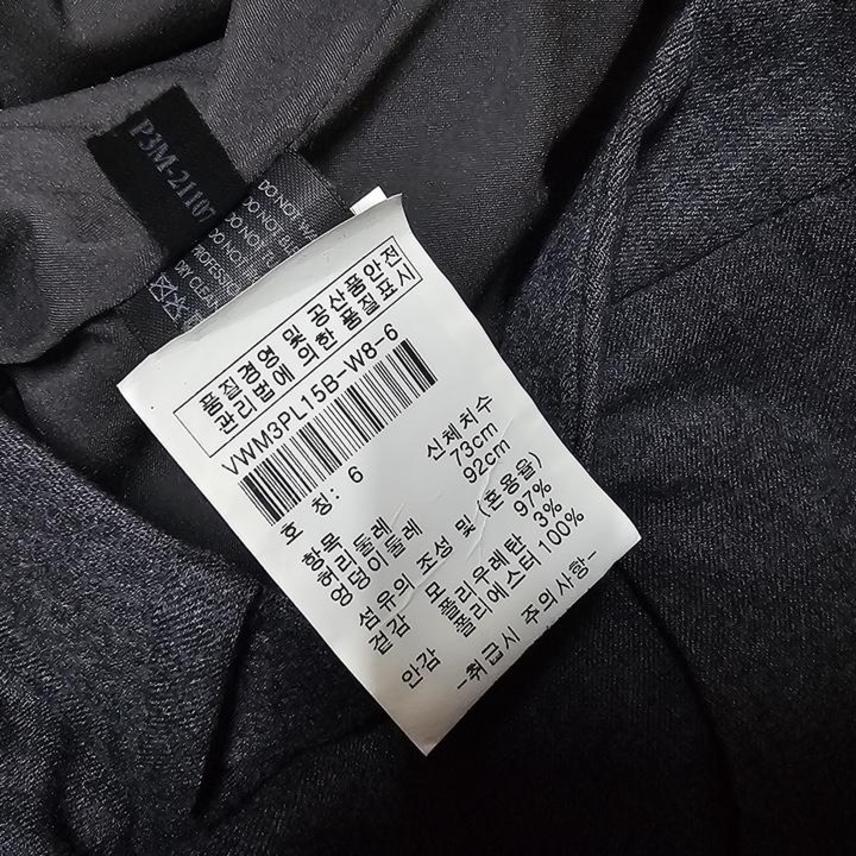 P3M-21107
DO NOT
DO NOT
DO NOT
DO NO
PROFESSIO
DRY CLEAN
품질경영 및 공산품안전
관리법에 의한 품질표시
VWM3PL15B-W8-6
호 칭: 6
항목 신체치수
허리둘레 73cm
엉덩이둘레 92cm
섬유의 조성 및 (혼용율)
겉감 모 97%
폴리우레탄 3%
안감 폴리에스터 100%
-취급시 주의사항-